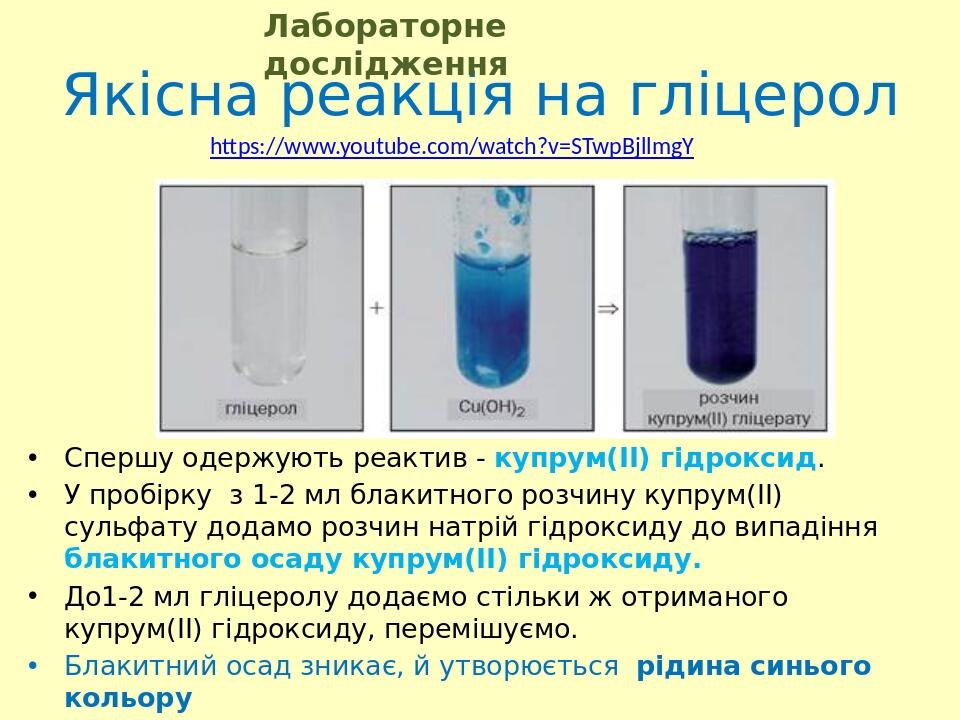 Лабораторне
дослідження
Якісна реакція на гліцерол
https://www.youtube.com/watch?v=STwpBjllmgY
+
⇒
гліцерол
Cu(OH)₂
розчин
купрум(II) гліцерату
• Спершу одержують реактив - купрум(ІІ) гідроксид.
• У пробірку з 1-2 мл блакитного розчину купрум(ІІ)
сульфату додамо розчин натрій гідроксиду до випадіння
блакитного осаду купрум(ІІ) гідроксиду.
• До1-2 мл гліцеролу додаємо стільки ж отриманого
купрум(ІІ) гідроксиду, перемішуємо.
• Блакитний осад зникає, й утворюється рідина синього
кольору